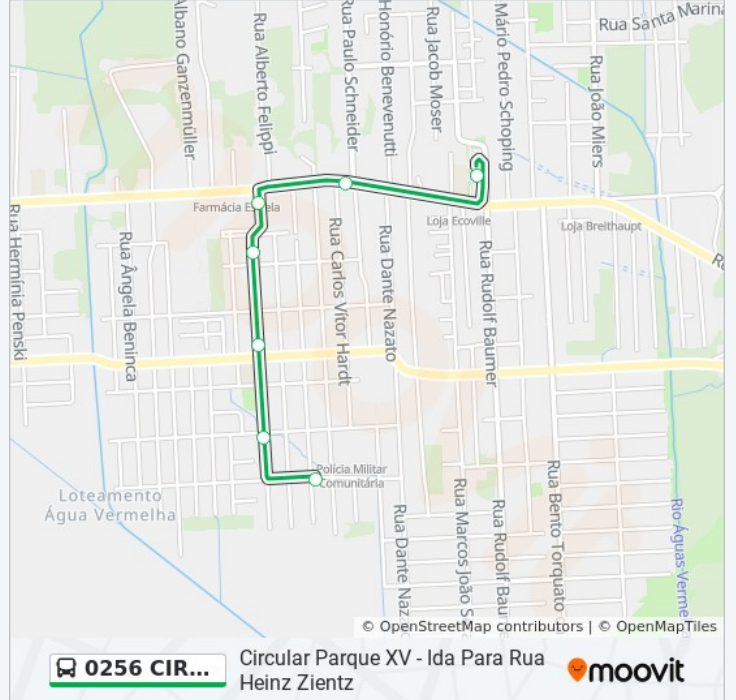 Rua Santa Marina
Albano Ganzenmüller
Rua Alberto Felippi
Rua Paulo Schneider
Honório Benevenutti
Rua Jacob Moser
Mário Pedro Schoping
Rua João Miers
Farmácia
Loja Ecoville
Loja Breithaupt
Rua Hermínia Penski
Rua Ângela Beninca
Rua Carlos Vítor Hardt
Rua Dante Nazato
Rua Rudolf Baumer
Polícia Militar
Comunitária
Loteamento
Água Vermelha
Rua Dante Naz
Rua Marcos João S
Rua Rudolf Bau
Rua Bento Torquato
Rio Águas Verme
© OpenStreetMap contributors | © OpenMapTiles
0256 CIR...
Circular Parque XV - Ida Para Rua
Heinz Zientz
moovit